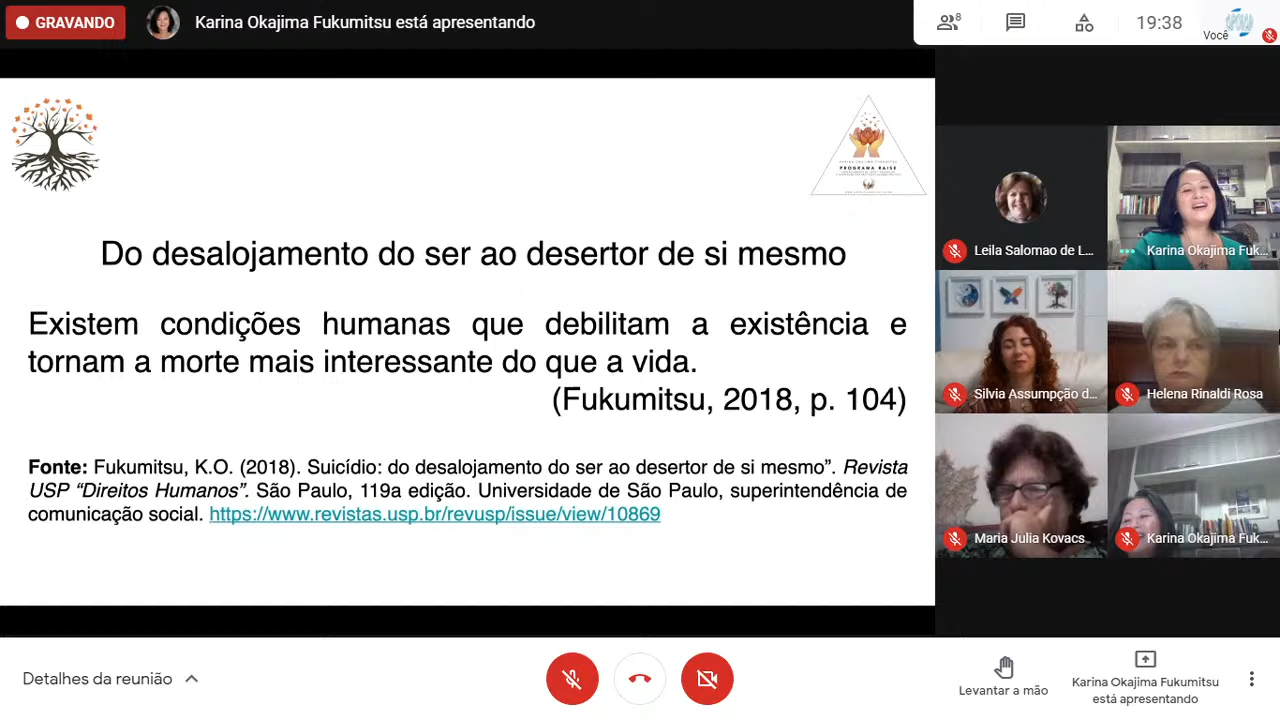 GRAVANDO
Karina Okajima Fukumitsu está apresentando
8
19:38
Você
PROGRAMA RAISE
Do desalojamento do ser ao desertor de si mesmo
Existem condições humanas que debilitam a existência e
tornam a morte mais interessante do que a vida.
(Fukumitsu, 2018, p. 104)
Fonte: Fukumitsu, K.O. (2018). Suicídio: do desalojamento do ser ao desertor de si mesmo”. Revista
USP “Direitos Humanos”. São Paulo, 119a edição. Universidade de São Paulo, superintendência de
comunicação social. https://www.revistas.usp.br/revusp/issue/view/10869
Leila Salomao de L...
Karina Okajima Fuk...
Silvia Assumpção d...
Helena Rinaldi Rosa
Maria Julia Kovacs
Karina Okajima Fuk...
Detalhes da reunião
Levantar a mão
Karina Okajima Fukumitsu
está apresentando